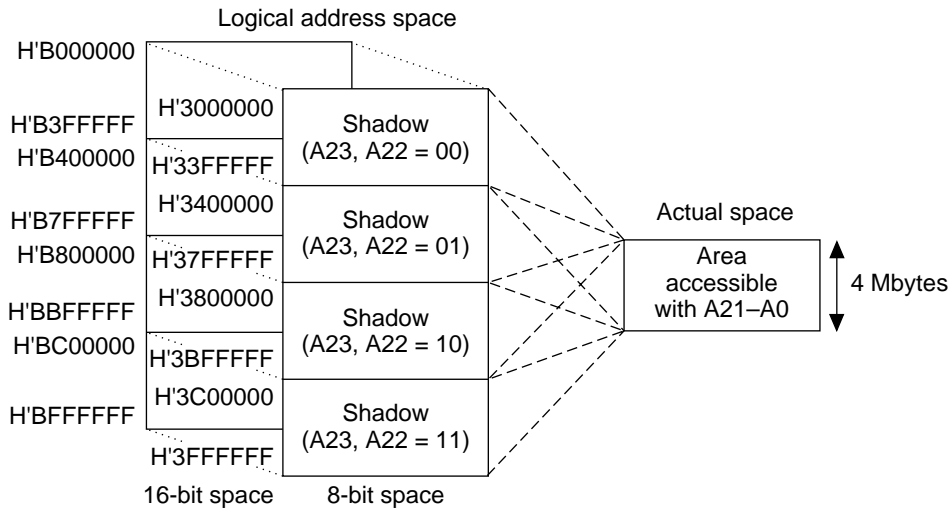 Logical address space
H'B000000
H'3000000
H'B3FFFFF
H'B400000
H'33FFFFF
H'3400000
H'B7FFFFF
H'B800000
H'37FFFFF
H'3800000
H'BBFFFFF
H'BC00000
H'3BFFFFF
H'3C00000
H'BFFFFFF
H'3FFFFFF
Shadow
(A23, A22 = 00)
Shadow
(A23, A22 = 01)
Shadow
(A23, A22 = 10)
Shadow
(A23, A22 = 11)
Actual space
Area
accessible
with A21–A0
4 Mbytes
16-bit space
8-bit space